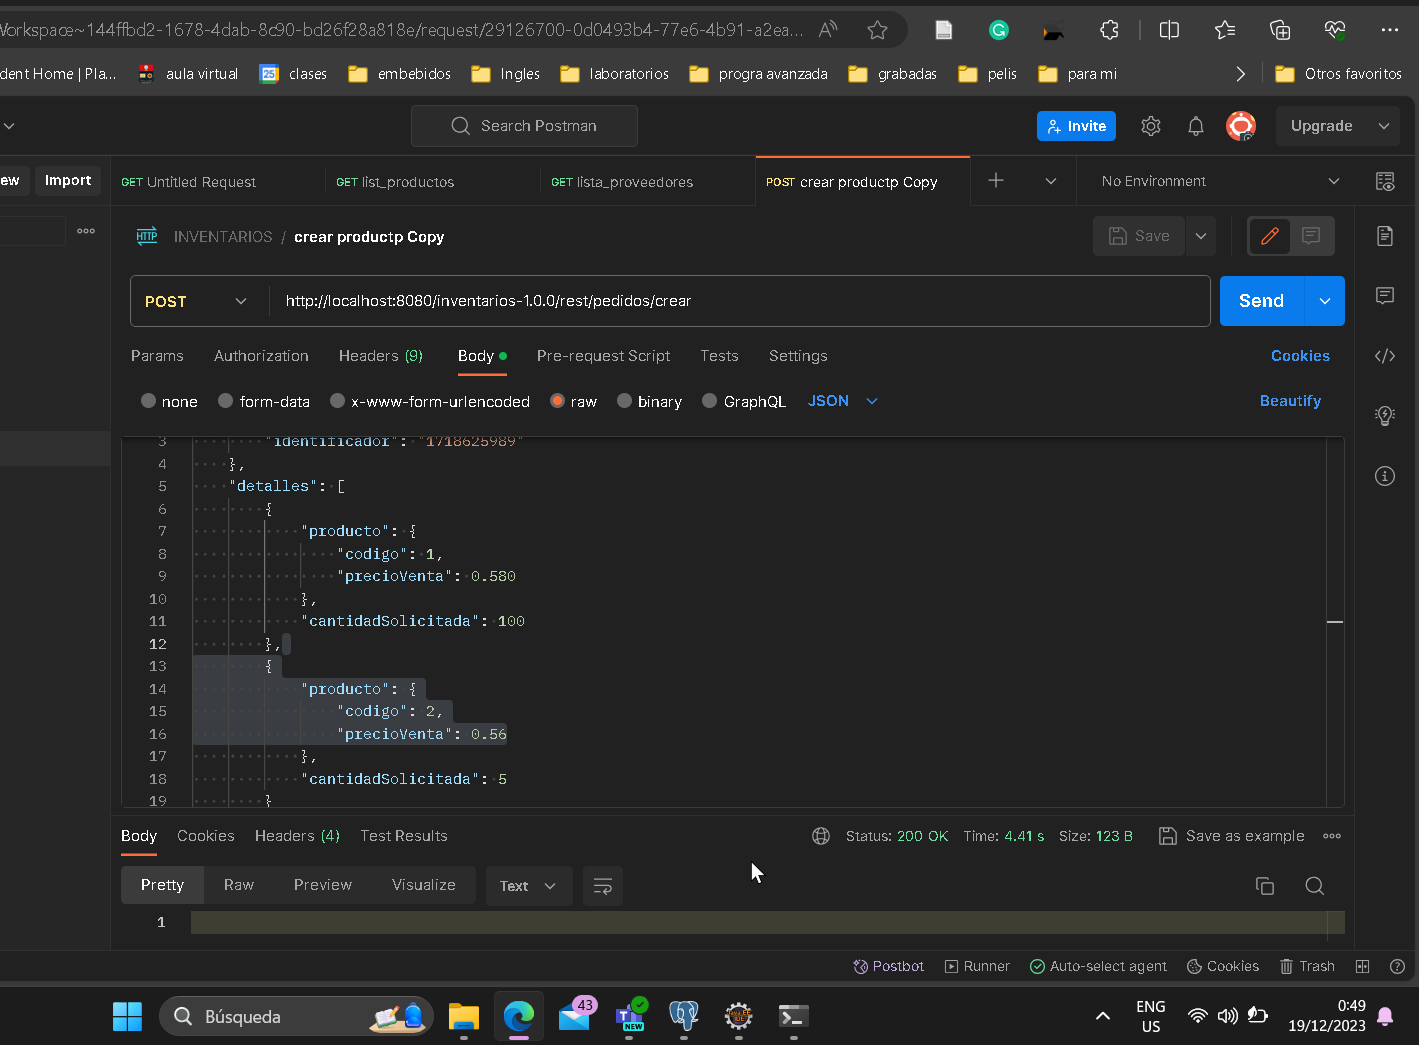 Workspace~144ffbd2-1678-4dab-8c90-bd26f28a818e/request/29126700-0d0493b4-77e6-4b91-a2ea...
dent Home | Pla... aula virtual 25 clases embebidos Ingles laboratorios progra avanzada grabadas pelis para mi Otros favoritos
Search Postman Invite Upgrade
ew Import GET Untitled Request GET list_productos GET lista_proveedores POST crear productp Copy No Environment
HTTP INVENTARIOS / crear productp Copy Save
POST http://localhost:8080/inventarios-1.0.0/rest/pedidos/crear Send
Params Authorization Headers (9) Body Pre-request Script Tests Settings Cookies
none form-data x-www-form-urlencoded raw binary GraphQL JSON Beautify
3 "identificador": "1718625989"
4 },
5 "detalles": [
6 {
7 "producto": {
8 "codigo": 1,
9 "precioVenta": 0.580
10 },
11 "cantidadSolicitada": 100
12 },
13 {
14 "producto": {
15 "codigo": 2,
16 "precioVenta": 0.56
17 },
18 "cantidadSolicitada": 5
19 }
Body Cookies Headers (4) Test Results Status: 200 OK Time: 4.41 s Size: 123 B Save as example
Pretty Raw Preview Visualize Text
1
Postbot Runner Auto-select agent Cookies Trash
Búsqueda 43 NEW ENG 0:49
US 19/12/2023